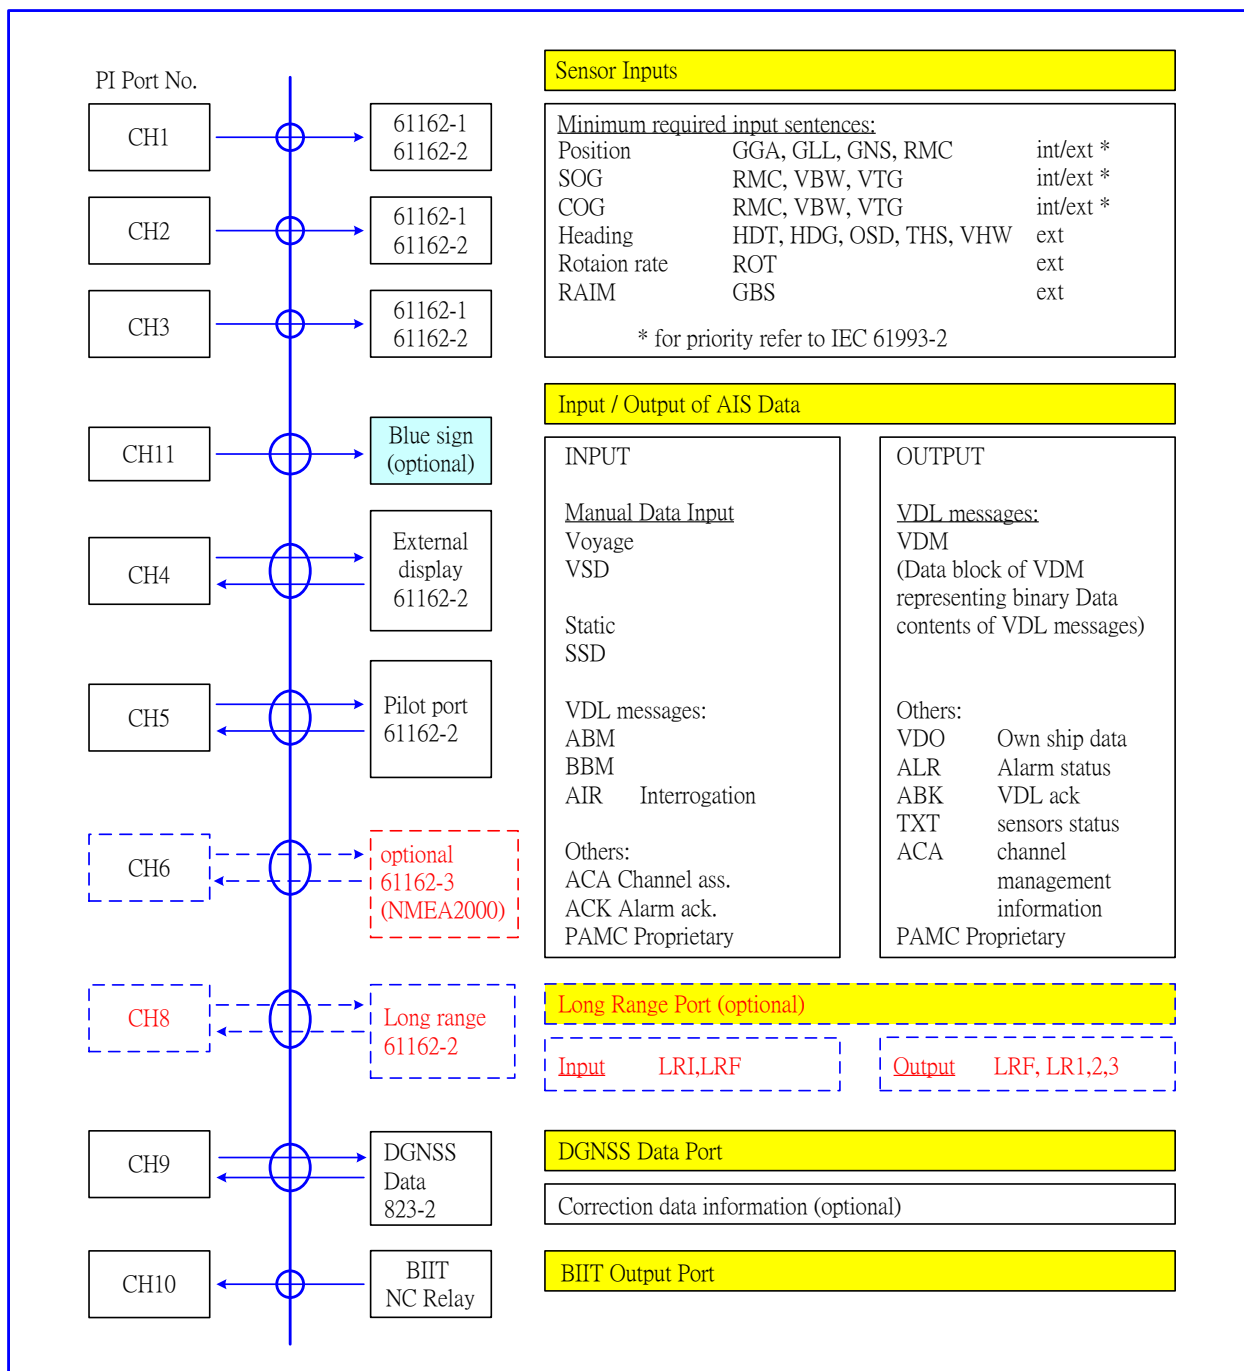 PI Port No.
CH1
61162-1
61162-2
CH2
61162-1
61162-2
CH3
61162-1
61162-2
Sensor Inputs
Minimum required input sentences:
Position GGA, GLL, GNS, RMC int/ext *
SOG RMC, VBW, VTG int/ext *
COG RMC, VBW, VTG int/ext *
Heading HDT, HDG, OSD, THS, VHW ext
Rotaion rate ROT ext
RAIM GBS ext
* for priority refer to IEC 61993-2
CH11
Blue sign
(optional)
CH4
External
display
61162-2
CH5
Pilot port
61162-2
CH6
optional
61162-3
(NMEA2000)
Input / Output of AIS Data
INPUT
Manual Data Input
Voyage
VSD
Static
SSD
VDL messages:
ABM
BBM
AIR Interrogation
Others:
ACA Channel ass.
ACK Alarm ack.
PAMC Proprietary
OUTPUT
VDL messages:
VDM
(Data block of VDM
representing binary Data
contents of VDL messages)
Others:
VDO Own ship data
ALR Alarm status
ABK VDL ack
TXT sensors status
ACA channel
management
information
PAMC Proprietary
CH8
Long range
61162-2
Long Range Port (optional)
Input LRI,LRF
Output LRF, LR1,2,3
CH9
DGNSS
Data
823-2
DGNSS Data Port
Correction data information (optional)
CH10
BIIT
NC Relay
BIIT Output Port